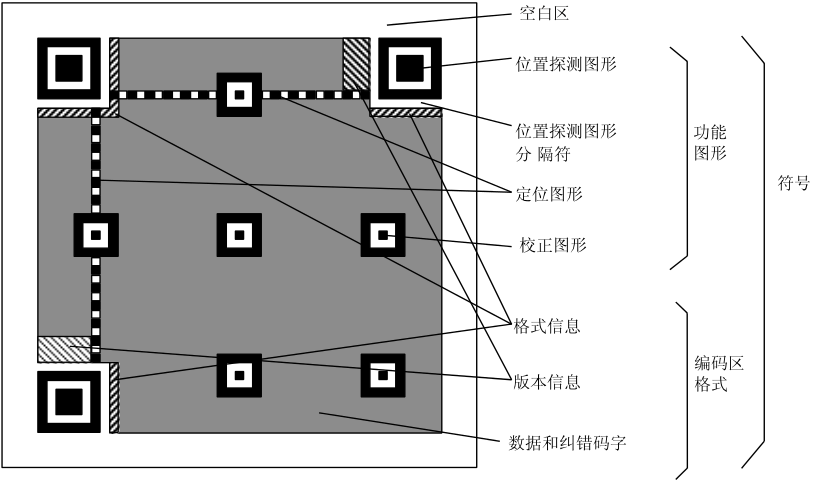 空白区
位置探测图形
位置探测图形
分 隔符
定位图形
校正图形
格式信息
版本信息
数据和纠错码字
功能
图形
编码区
格式
符号